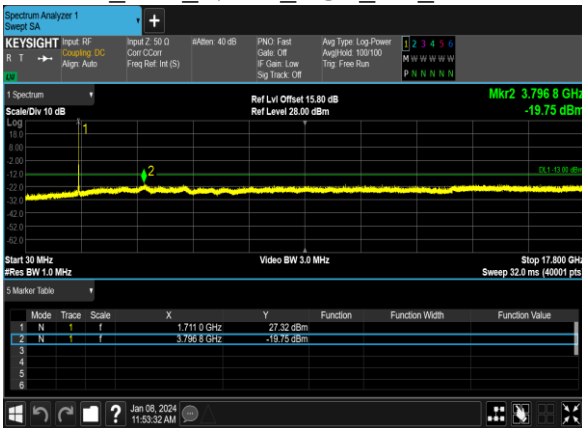 Spectrum Analyzer 1
Swept SA
KEYSIGHT
R T
LV
Input: RF
Coupling: DC
Align: Auto
Input Z: 50 Ω
Corr CCorr
Freq Ref: Int (S)
#Atten: 40 dB
PNO: Fast
Gate: Off
IF Gain: Low
Sig Track: Off
Avg Type: Log-Power
Avg|Hold: 100/100
Trig: Free Run
1 2 3 4 5 6
M W W W W W
P N N N N N
1 Spectrum
Scale/Div 10 dB
Ref Lvl Offset 15.80 dB
Ref Level 28.00 dBm
Mkr2 3.796 8 GHz
-19.75 dBm
Log
18.0
8.00
-2.00
-12.0
-22.0
-32.0
-42.0
-52.0
-62.0
1
2
DL1 -13.00 dBm
Start 30 MHz
#Res BW 1.0 MHz
Video BW 3.0 MHz
Stop 17.800 GHz
Sweep 32.0 ms (40001 pts
5 Marker Table
Mode Trace Scale X Y Function Function Width Function Value
1 N 1 f 1.711 0 GHz 27.32 dBm
2 N 1 f 3.796 8 GHz -19.75 dBm
3
4
5
6
?
Jan 08, 2024
11:53:32 AM